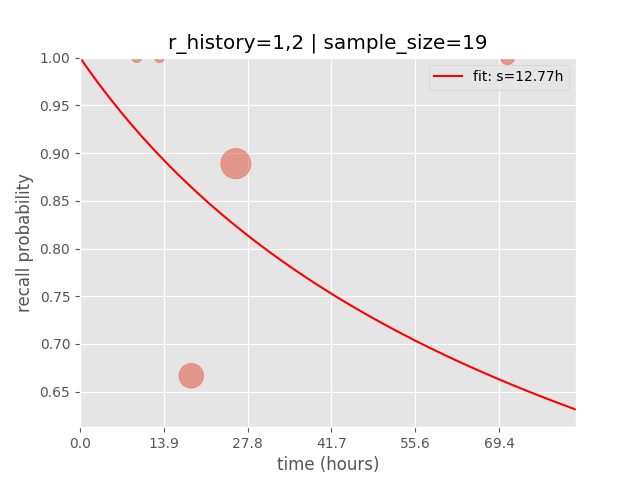 r_history=1,2 | sample_size=19
fit: s=12.77h
recall probability
1.00
0.95
0.90
0.85
0.80
0.75
0.70
0.65
0.0 13.9 27.8 41.7 55.6 69.4
time (hours)